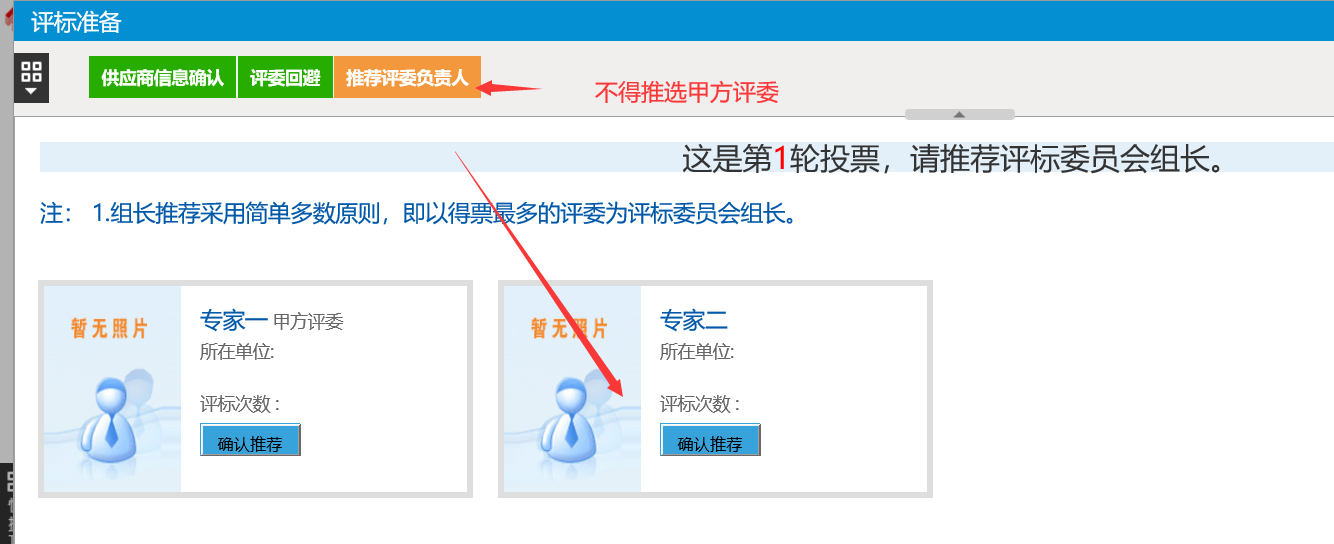 评标准备
供应商信息确认 评委回避 推荐评委负责人
不得推选甲方评委
这是第1轮投票，请推荐评标委员会组长。
注： 1.组长推荐采用简单多数原则，即以得票最多的评委为评标委员会组长。
暂无照片
专家一 甲方评委
所在单位:
评标次数 :
确认推荐
暂无照片
专家二
所在单位:
评标次数 :
确认推荐